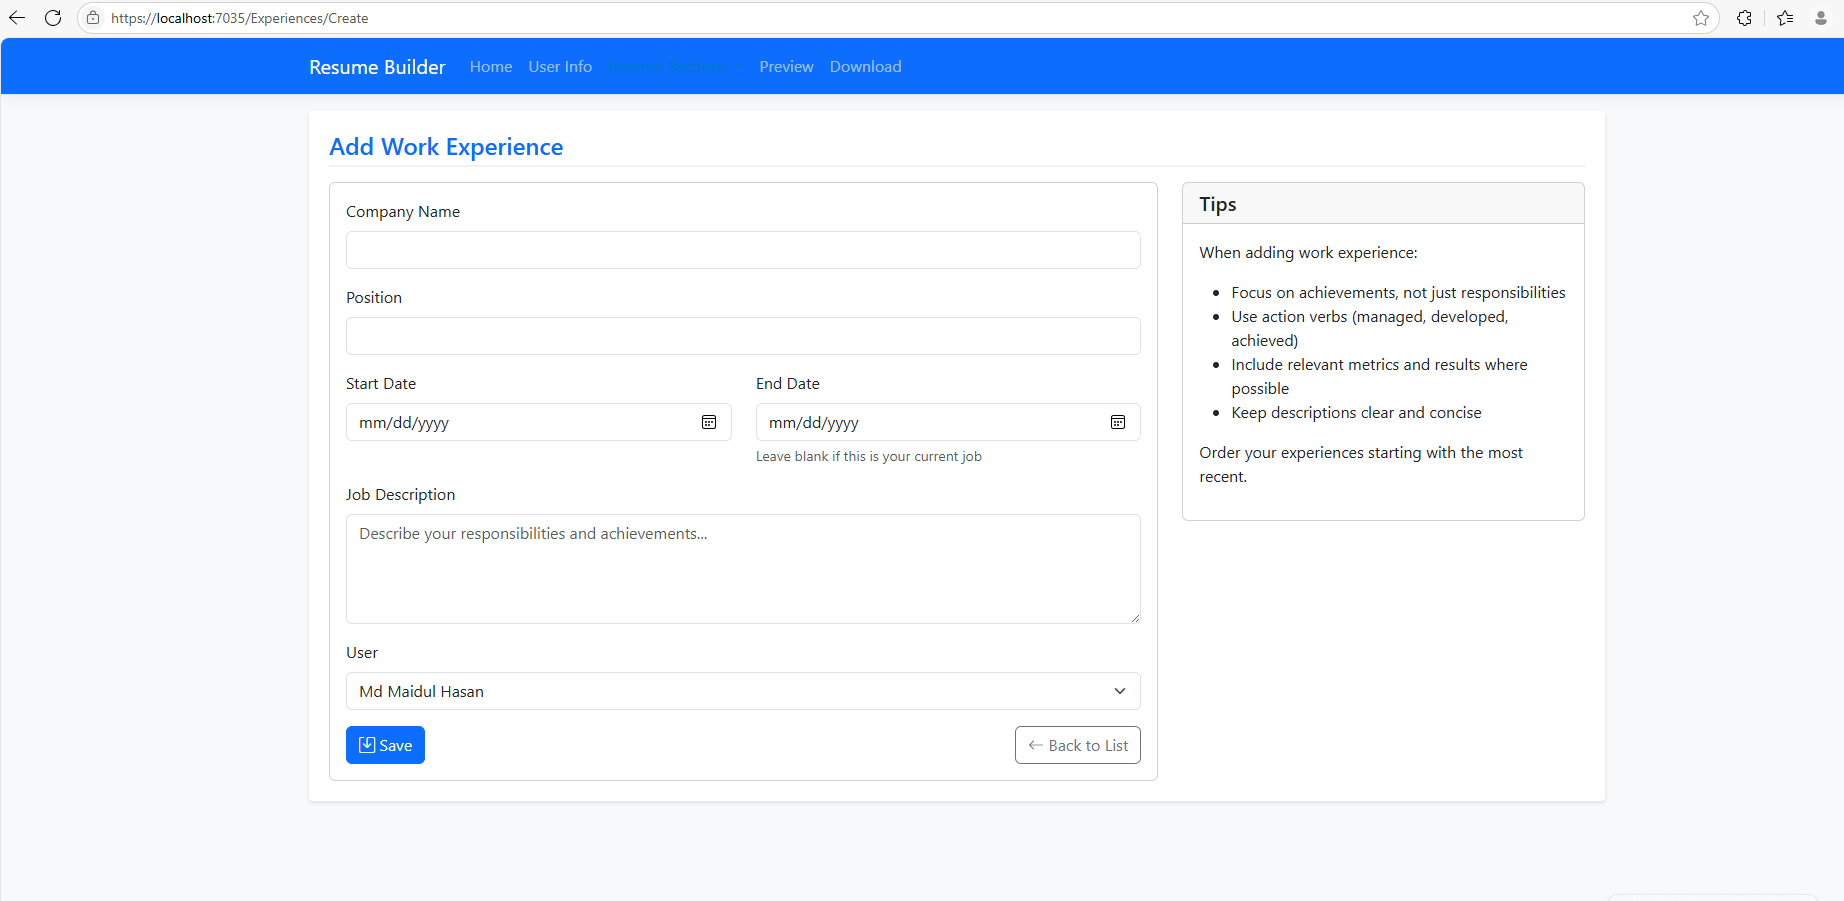 https://localhost:7035/Experiences/Create
Resume Builder Home User Info Resume Sections Preview Download
Add Work Experience
Company Name
Position
Start Date End Date
mm/dd/yyyy mm/dd/yyyy
Leave blank if this is your current job
Job Description
Describe your responsibilities and achievements...
User
Md Maidul Hasan
Save Back to List
Tips
When adding work experience:
Focus on achievements, not just responsibilities
Use action verbs (managed, developed,
achieved)
Include relevant metrics and results where
possible
Keep descriptions clear and concise
Order your experiences starting with the most
recent.